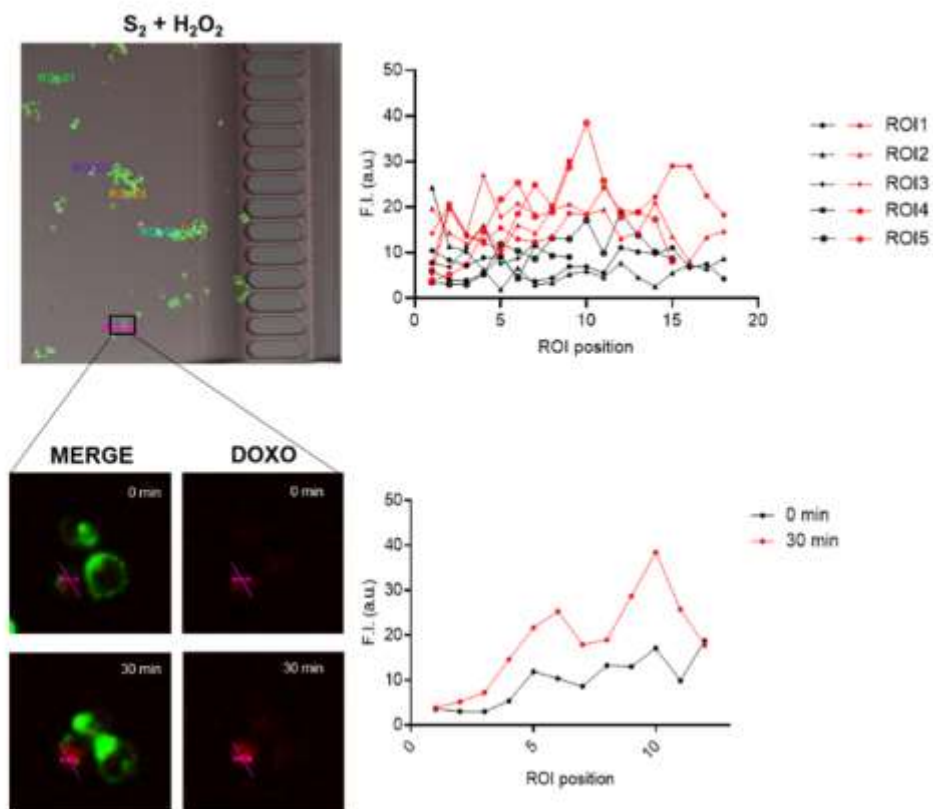 S₂ + H₂O₂
50
40
30
20
10
0
F.I. (a.u.)
0 5 10 15 20
ROI position
ROI1
ROI2
ROI3
ROI4
ROI5
MERGE DOXO
0 min
0 min
30 min
30 min
50
40
30
20
10
0
F.I. (a.u.)
0 5 10
ROI position
0 min
30 min